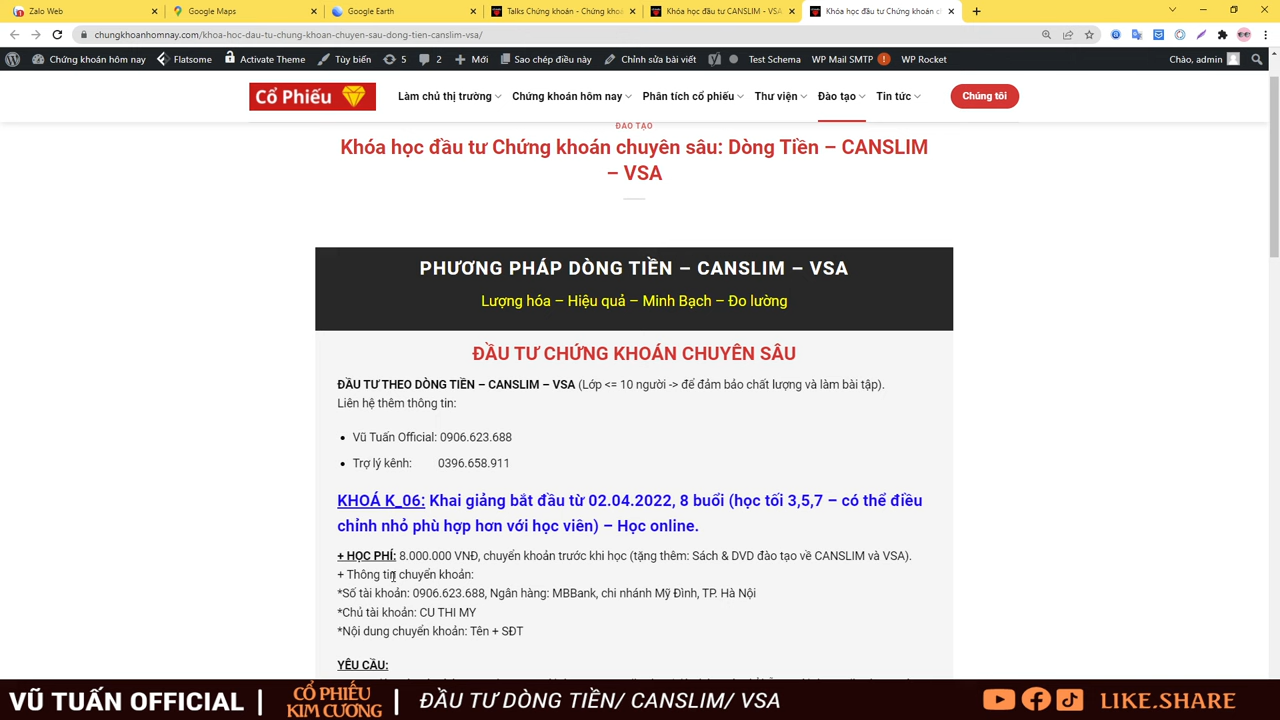 Zalo Web
Google Maps
Google Earth
Talks Chứng khoán - Chứng kho
Khóa học đầu tư CANSLIM - VSA
Khóa học đầu tư Chứng khoán c
chungkhoanhomnay.com/khoa-hoc-dau-tu-chung-khoan-chuyen-sau-dong-tien-canslim-vsa/
Chứng khoán hôm nay
Flatsome
Activate Theme
Tùy biến
5
2
Mới
Sao chép điều này
Chỉnh sửa bài viết
Test Schema
WP Mail SMTP
WP Rocket
Chào, admin
Cổ Phiếu
Làm chủ thị trường
Chứng khoán hôm nay
Phân tích cổ phiếu
Thư viện
Đào tạo
Tin tức
Chúng tôi
ĐÀO TẠO
Khóa học đầu tư Chứng khoán chuyên sâu: Dòng Tiền – CANSLIM
– VSA
PHƯƠNG PHÁP DÒNG TIỀN – CANSLIM – VSA
Lượng hóa – Hiệu quả – Minh Bạch – Đo lường
ĐẦU TƯ CHỨNG KHOÁN CHUYÊN SÂU
ĐẦU TƯ THEO DÒNG TIỀN – CANSLIM – VSA (Lớp <= 10 người -> để đảm bảo chất lượng và làm bài tập).
Liên hệ thêm thông tin:
• Vũ Tuấn Official: 0906.623.688
• Trợ lý kênh: 0396.658.911
KHOÁ K_06: Khai giảng bắt đầu từ 02.04.2022, 8 buổi (học tối 3,5,7 – có thể điều
chỉnh nhỏ phù hợp hơn với học viên) – Học online.
+ HỌC PHÍ: 8.000.000 VNĐ, chuyển khoản trước khi học (tặng thêm: Sách & DVD đào tạo về CANSLIM và VSA).
+ Thông tin chuyển khoản:
*Số tài khoản: 0906.623.688, Ngân hàng: MBBank, chi nhánh Mỹ Đình, TP. Hà Nội
*Chủ tài khoản: CU THI MY
*Nội dung chuyển khoản: Tên + SĐT
YÊU CẦU:
VŨ TUẤN OFFICIAL |
CỔ PHIẾU
KIM CƯƠNG
| ĐẦU TƯ DÒNG TIỀN/ CANSLIM/ VSA
LIKE.SHARE